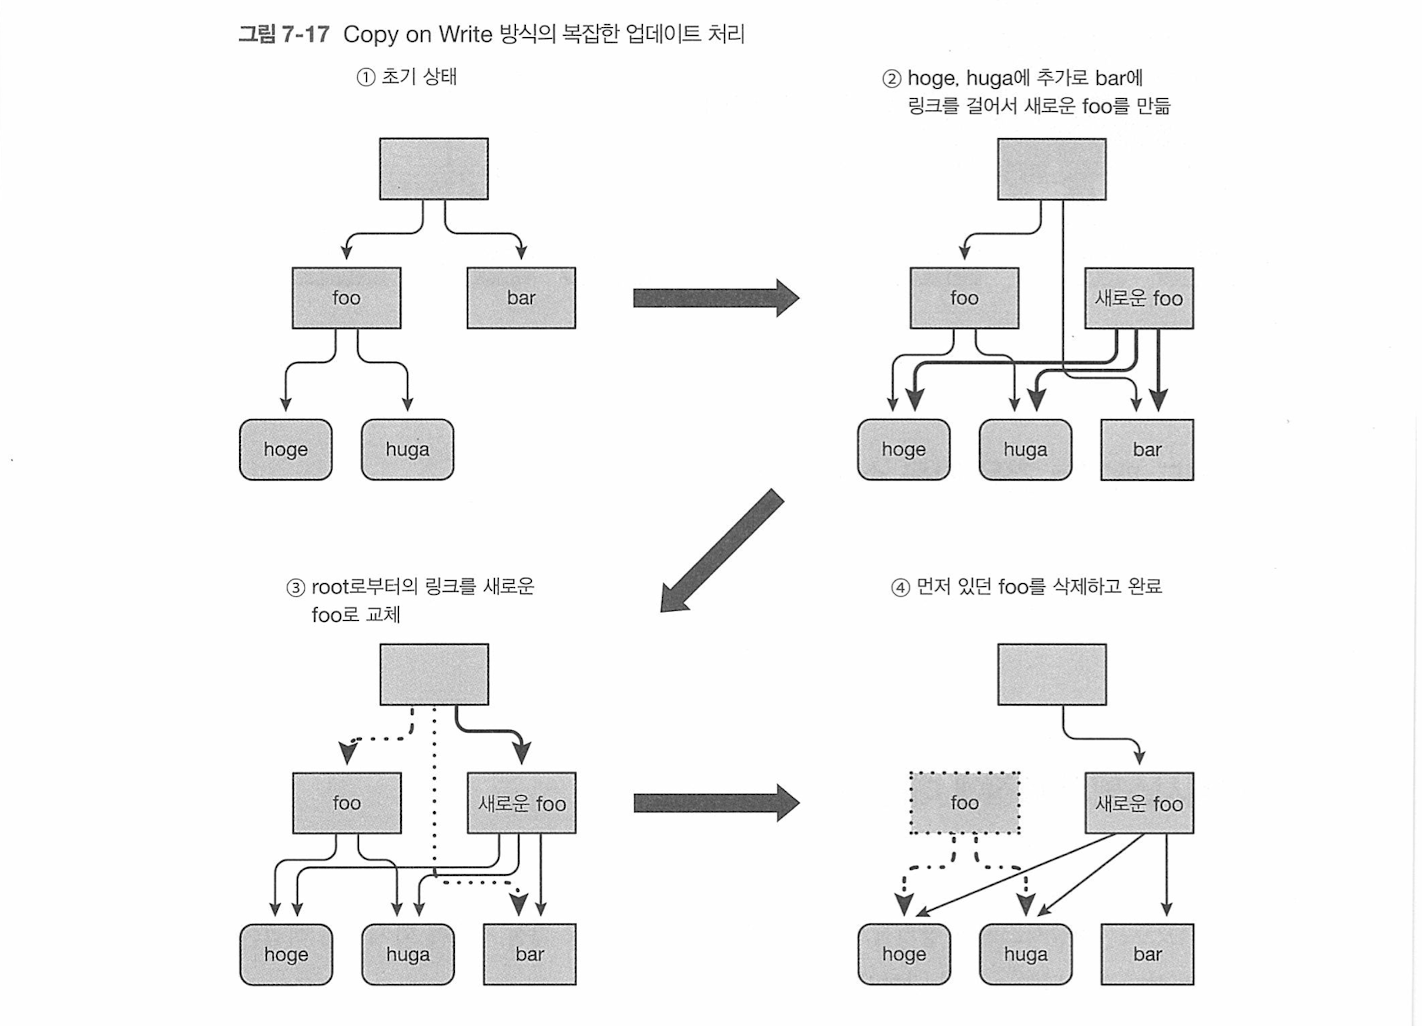 그림 7-17 Copy on Write 방식의 복잡한 업데이트 처리
① 초기 상태
foo
bar
hoge
huga
② hoge, huga에 추가로 bar에
링크를 걸어서 새로운 foo를 만듦
foo
새로운 foo
hoge
huga
bar
③ root로부터의 링크를 새로운
foo로 교체
foo
새로운 foo
hoge
huga
bar
④ 먼저 있던 foo를 삭제하고 완료
foo
새로운 foo
hoge
huga
bar